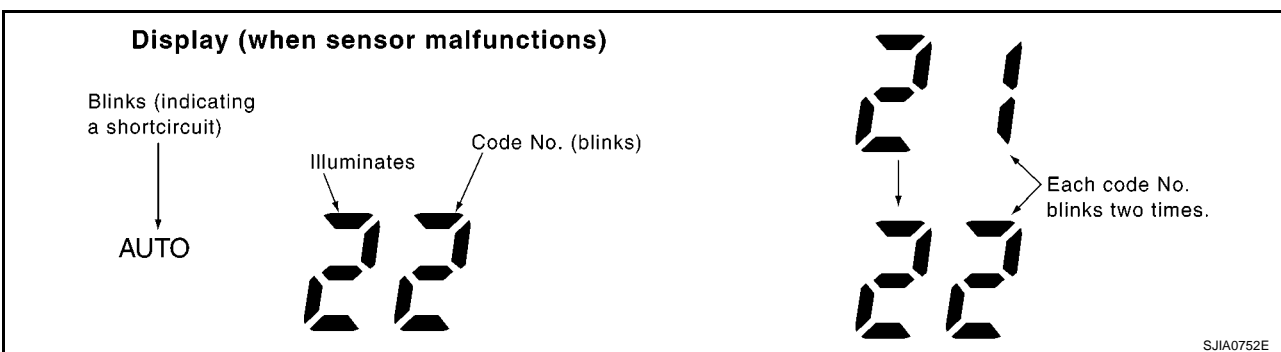 Display (when sensor malfunctions)
Blinks (indicating
a shortcircuit)
AUTO
Illuminates
Code No. (blinks)
22
21
22
Each code No.
blinks two times.
SJIA0752E